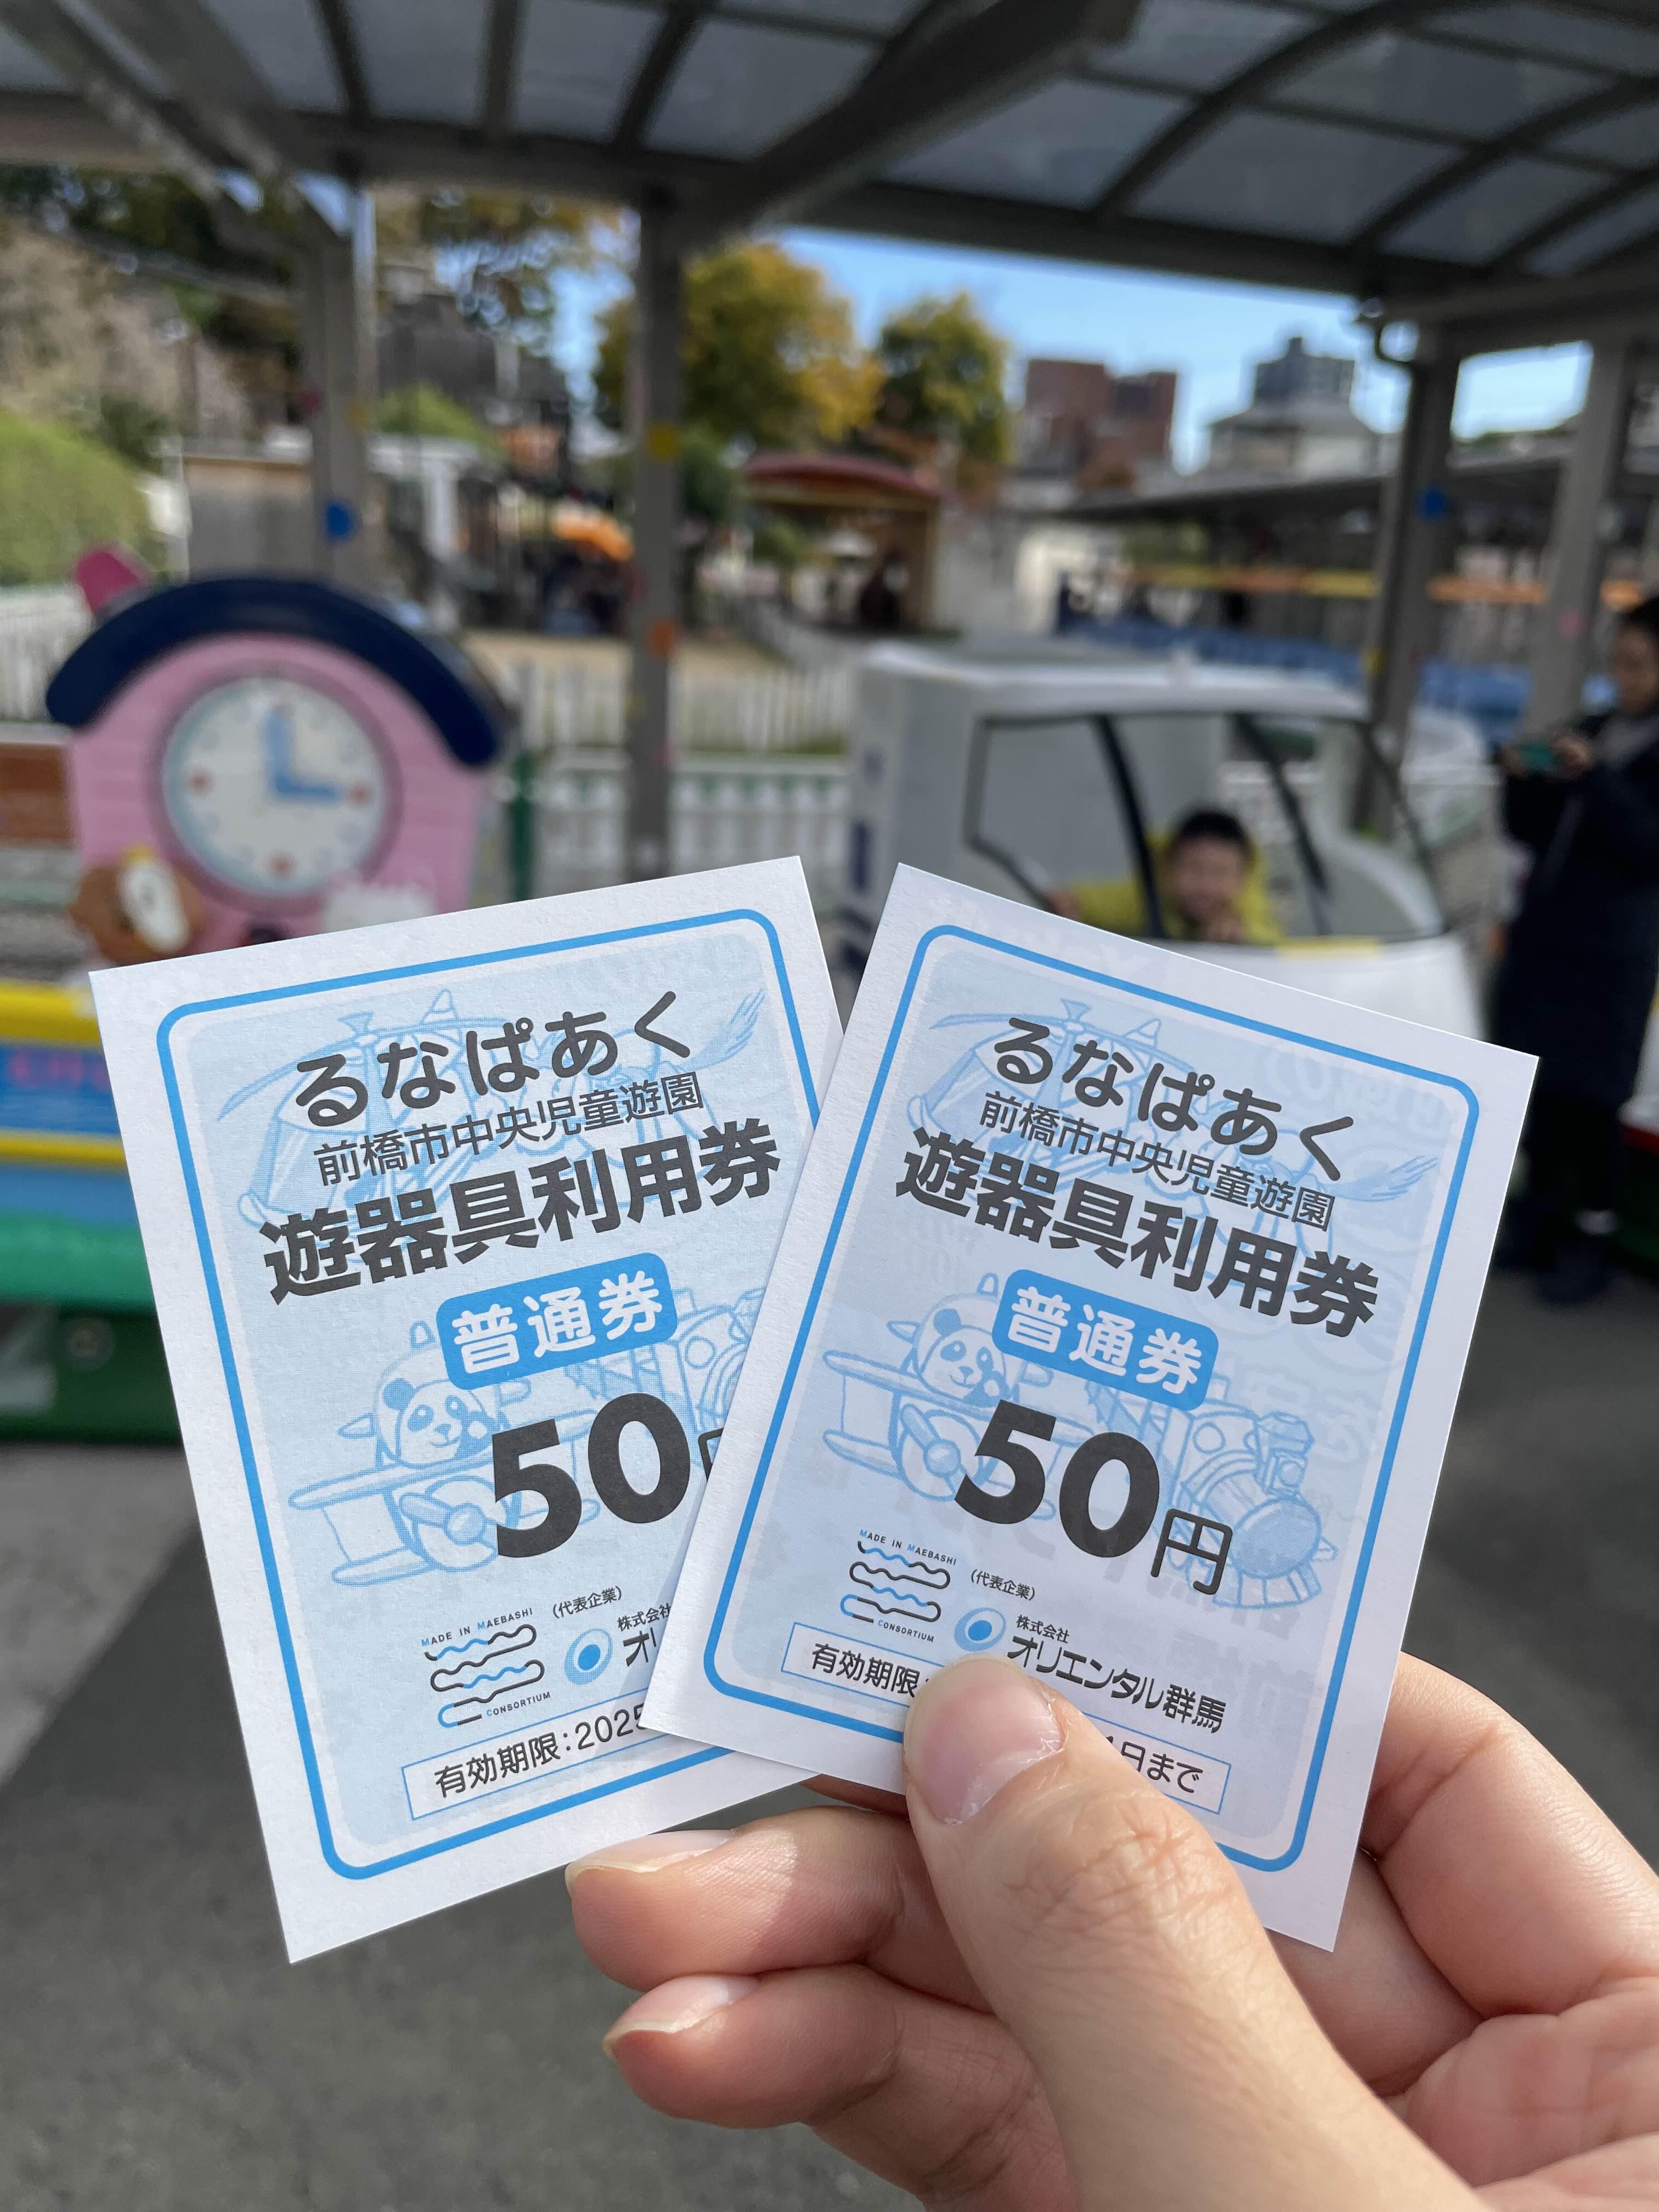 るなぱあく
前橋市中央児童遊園
遊器具利用券
普通券
50
MADE IN MAEBASHI
CONSORTIUM
(代表企業)
株式会社
オリ
有効期限:2025
るなぱあく
前橋市中央児童遊園
遊器具利用券
普通券
50円
MADE IN MAEBASHI
CONSORTIUM
(代表企業)
株式会社
オリエンタル群馬
有効期限
1日まで